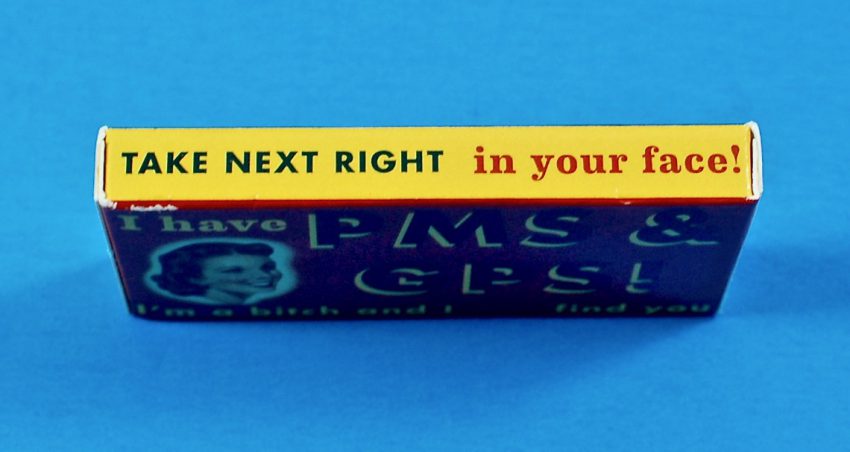 TAKE NEXT RIGHT in your face!
I have PMS &
GPS!
I'm a bitch and I find you